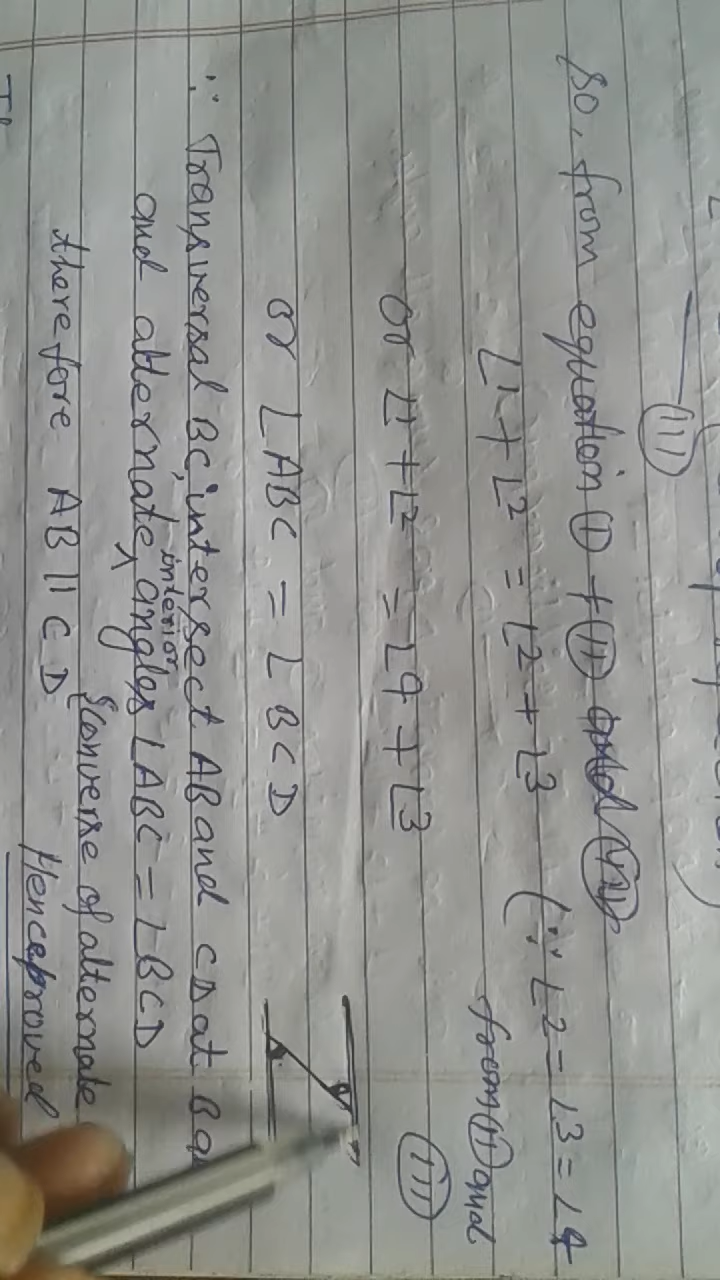 (III)
So, from equation (I) + (II)
∠1 + ∠2 = ∠2 + ∠3 (∵ ∠2 = ∠3 = ∠4
from (II) and
(III)
or ∠1 + ∠2 = ∠4 + ∠3
or ∠ABC = ∠BCD
∵ Transversal BC, intersect AB and CD at B
and alternate interior angles ∠ABC = ∠BCD
{converse of alternate
therefore AB || CD
Hence proved